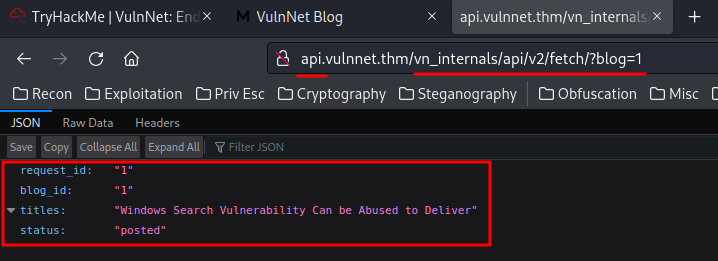 TryHackMe | VulnNet: End
VulnNet Blog
api.vulnnet.thm/vn_internals/
api.vulnnet.thm/vn_internals/api/v2/fetch/?blog=1
Recon Exploitation Priv Esc Cryptography Steganography Obfuscation Misc
JSON Raw Data Headers
Save Copy Collapse All Expand All Filter JSON
request_id: "1"
blog_id: "1"
titles: "Windows Search Vulnerability Can be Abused to Deliver"
status: "posted"